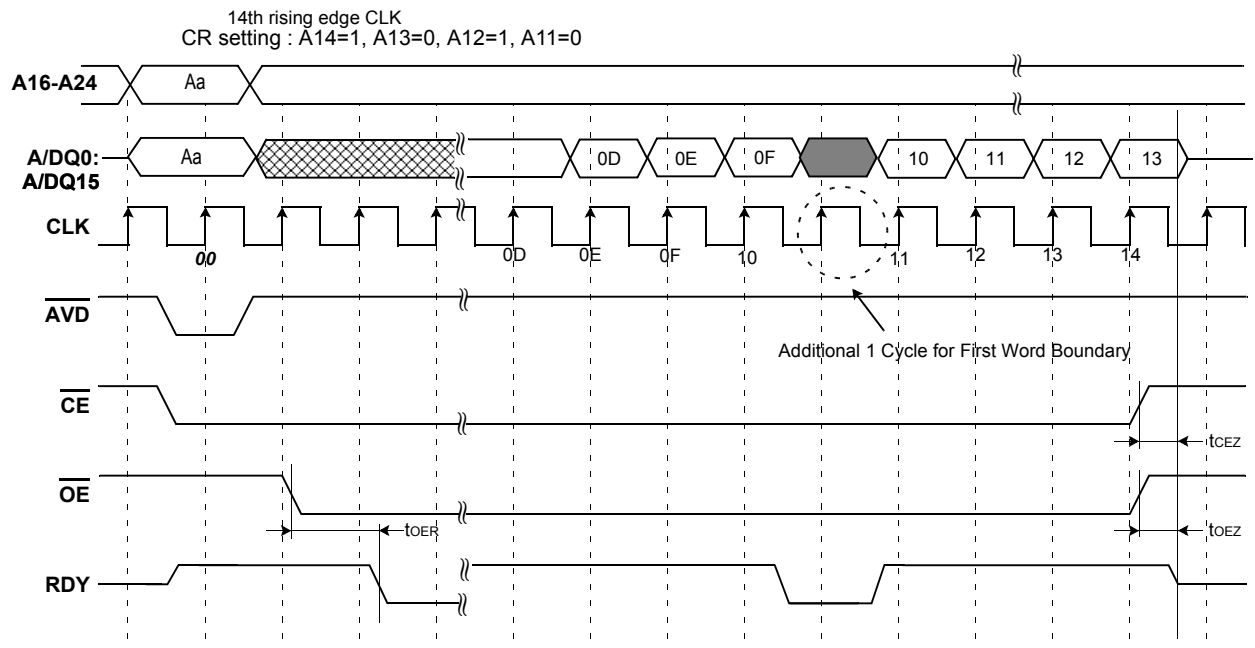 14th rising edge CLK
CR setting : A14=1, A13=0, A12=1, A11=0
A16-A24 Aa
A/DQ0:
A/DQ15 Aa 0D 0E 0F 10 11 12 13
CLK
00 0D 0E 0F 10 11 12 13 14
AVD
Additional 1 Cycle for First Word Boundary
CE
tCEZ
OE
tOER tOEZ
RDY